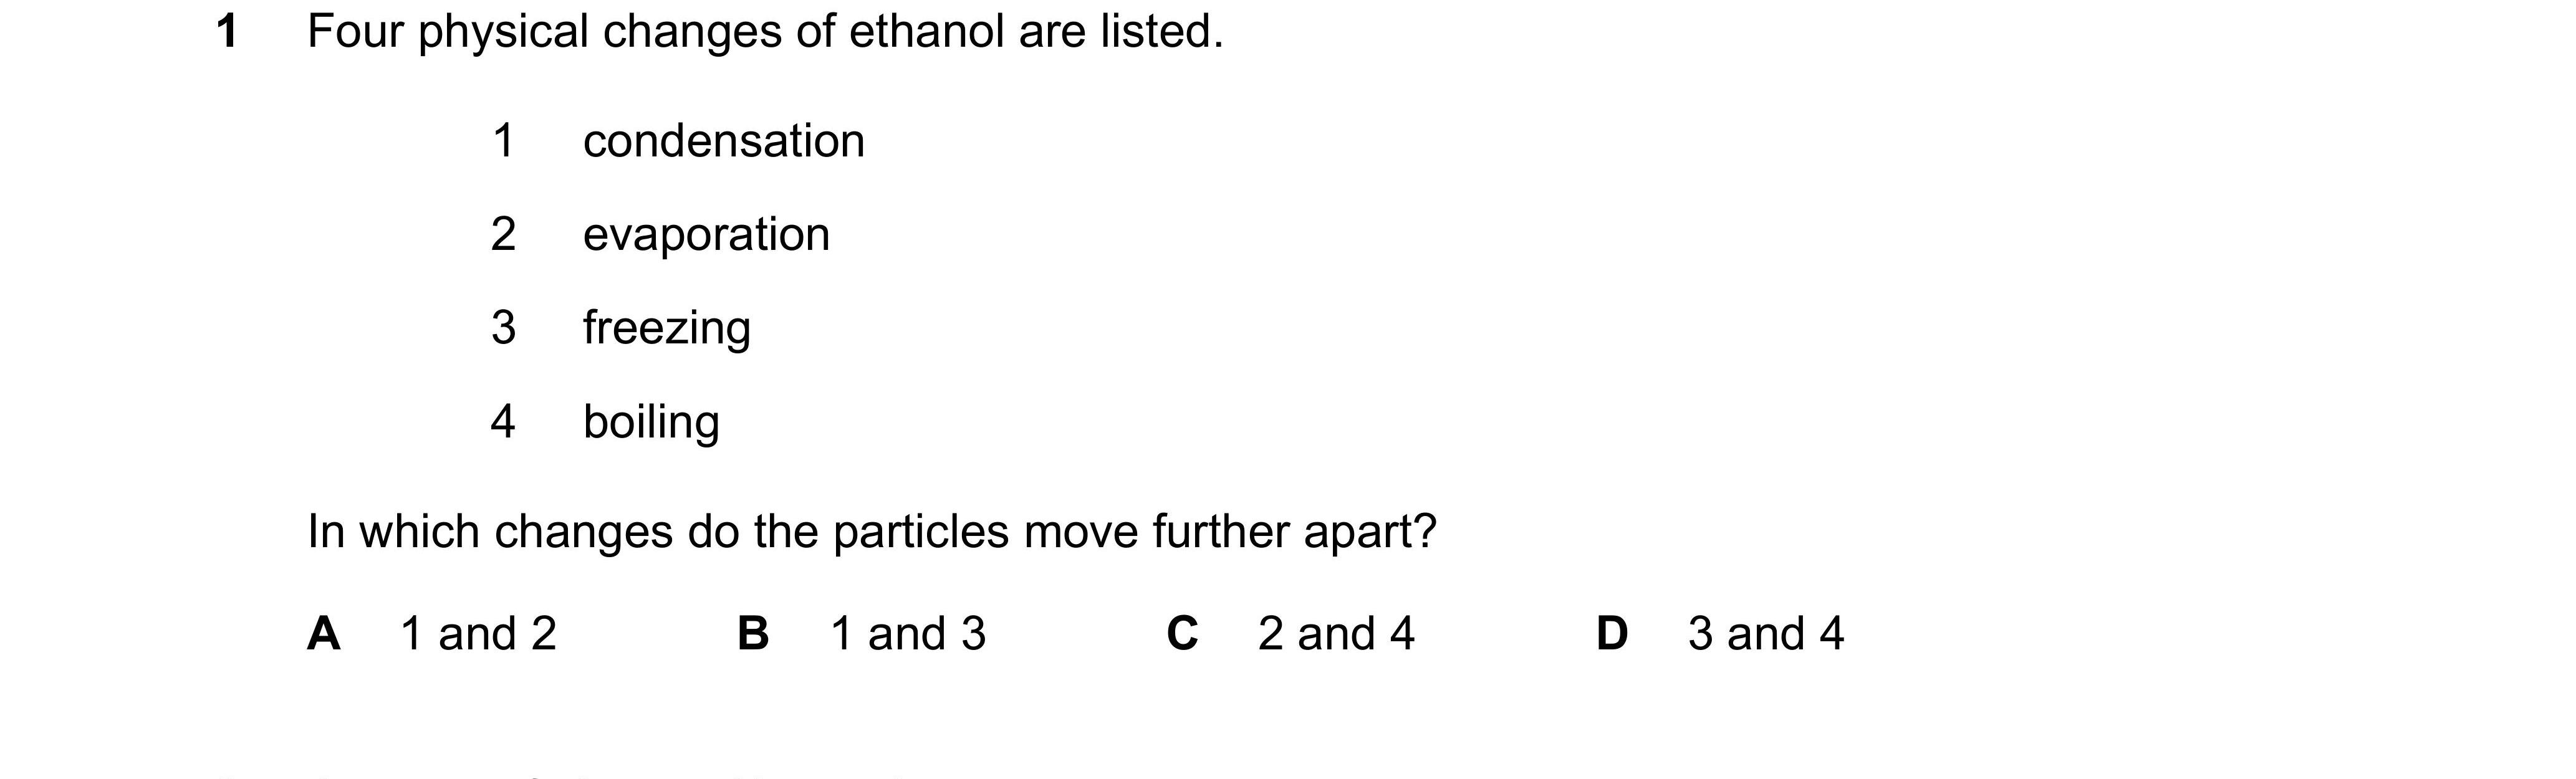 1 Four physical changes of ethanol are listed.
1 condensation
2 evaporation
3 freezing
4 boiling
In which changes do the particles move further apart?
A 1 and 2 B 1 and 3 C 2 and 4 D 3 and 4